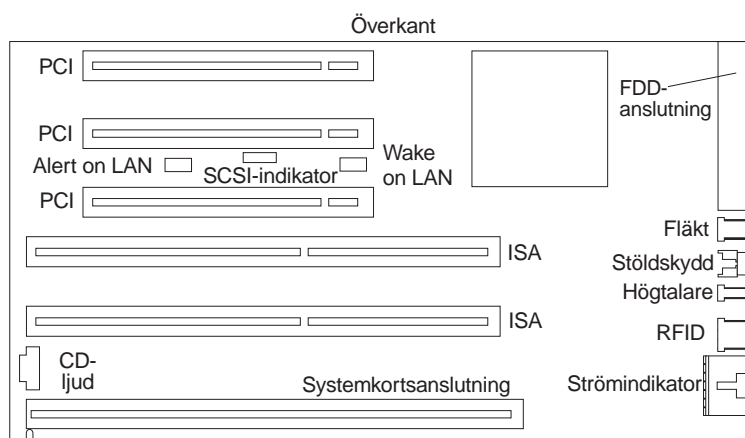 Överkant
PCI
FDD-
anslutning
PCI
Alert on LAN
SCSI-indikator
Wake
on LAN
PCI
Fläkt
ISA
Stöldskydd
Högtalare
ISA
RFID
CD-
ljud
Systemkortsanslutning
Strömindikator